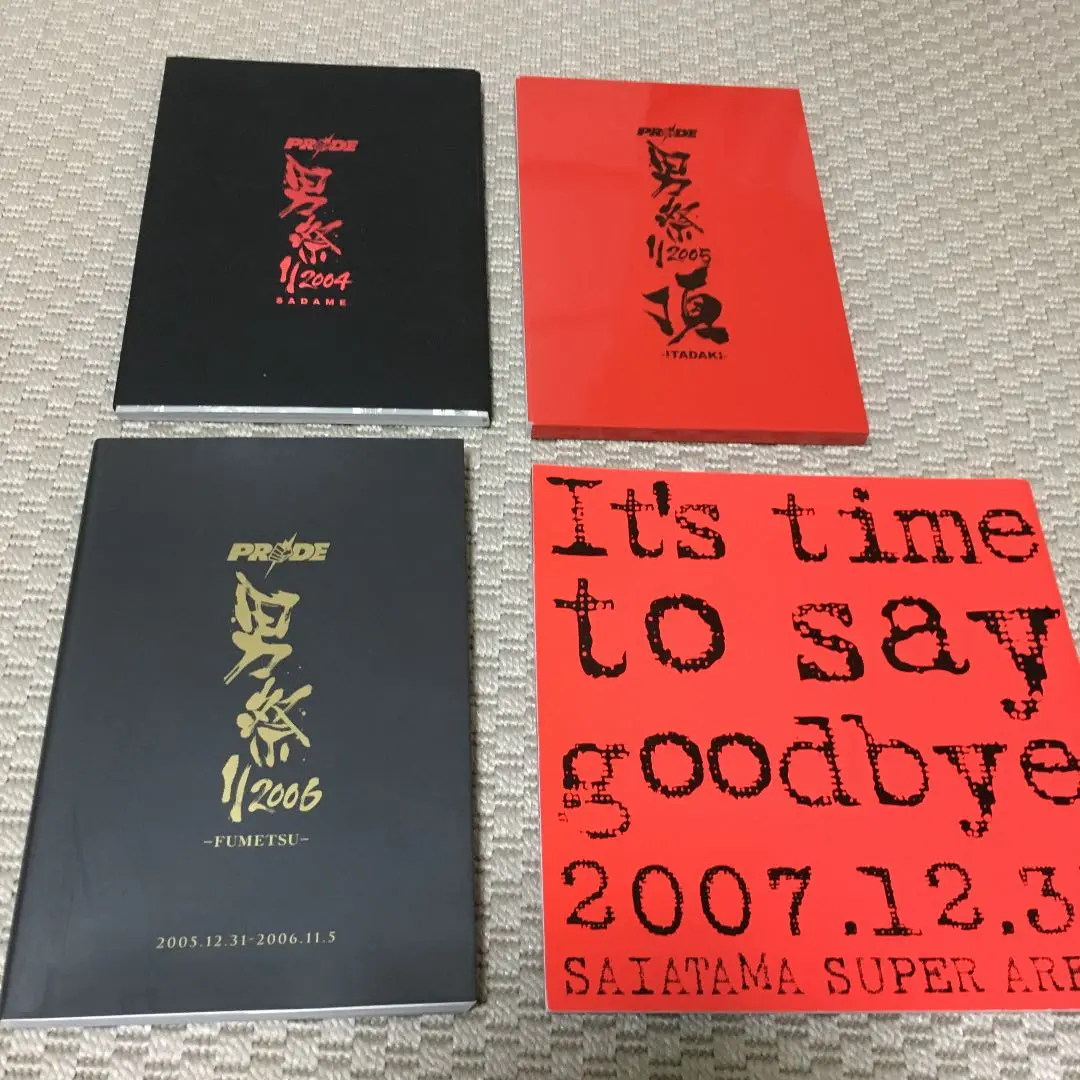 PRIDE
男
祭
り2004
SADAME
PRIDE
男
祭
り2005
頂
-ITADAKI-
PRIDE
男
祭
り2006
-FUMETSU-
2005.12.31-2006.11.5
It's time
to say
goodbye
2007.12.3
SAIATAMA SUPER ARE